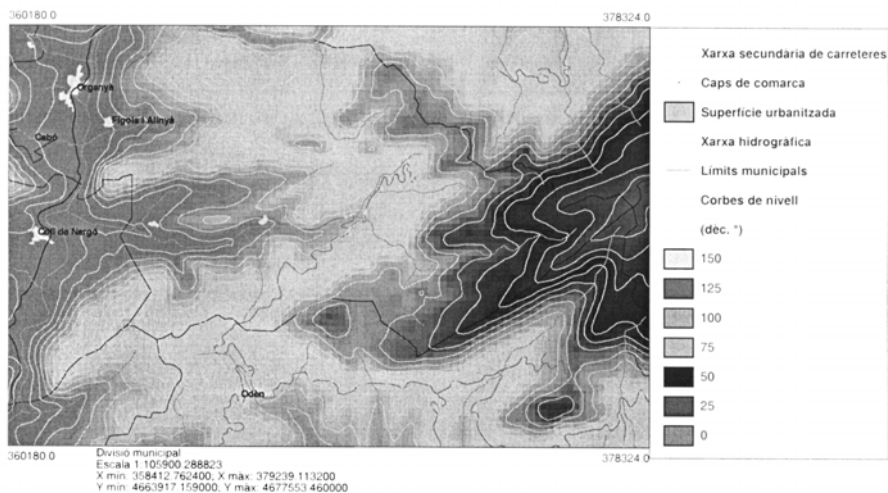 360180.0
378324.0
Organyà
Fígols i Alinyà
Cabó
Coll de Nargó
Odèn
360180.0
378324.0
Divisió municipal
Escala 1:105900.288823
X mín: 358412.762400; X màx: 379239.113200
Y mín: 4663917.159000; Y màx: 4677553.460000
Xarxa secundària de carreteres
Caps de comarca
Superfície urbanitzada
Xarxa hidrogràfica
Límits municipals
Corbes de nivell
(dèc. °)
150
125
100
75
50
25
0